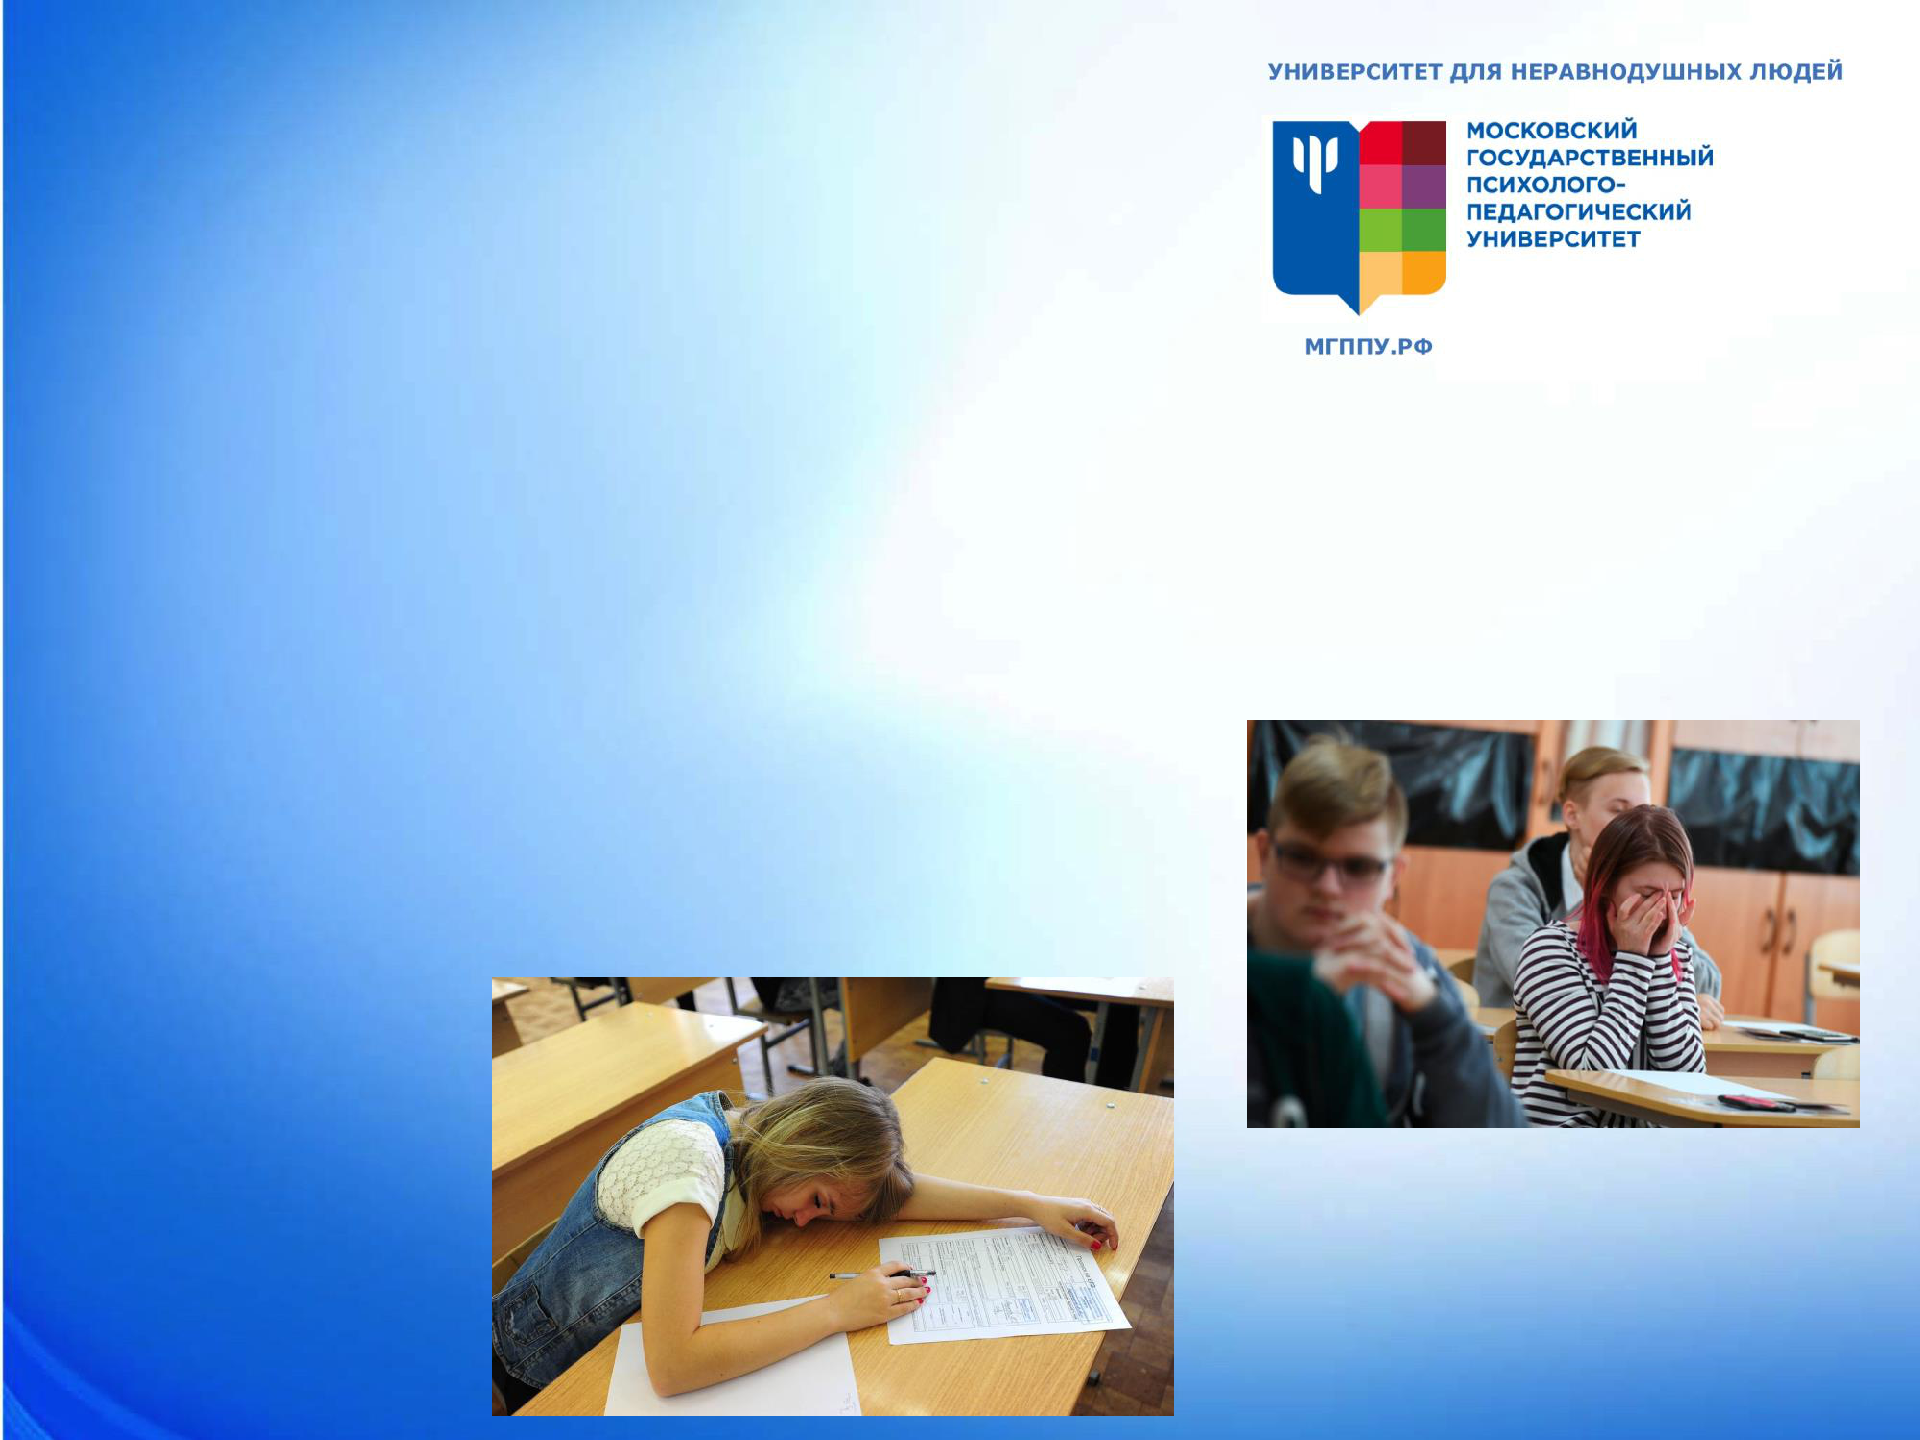 УНИВЕРСИТЕТ ДЛЯ НЕРАВНОДУШНЫХ ЛЮДЕЙ
МОСКОВСКИЙ
ГОСУДАРСТВЕННЫЙ
ПСИХОЛОГО-
ПЕДАГОГИЧЕСКИЙ
УНИВЕРСИТЕТ
МГППУ.РФ